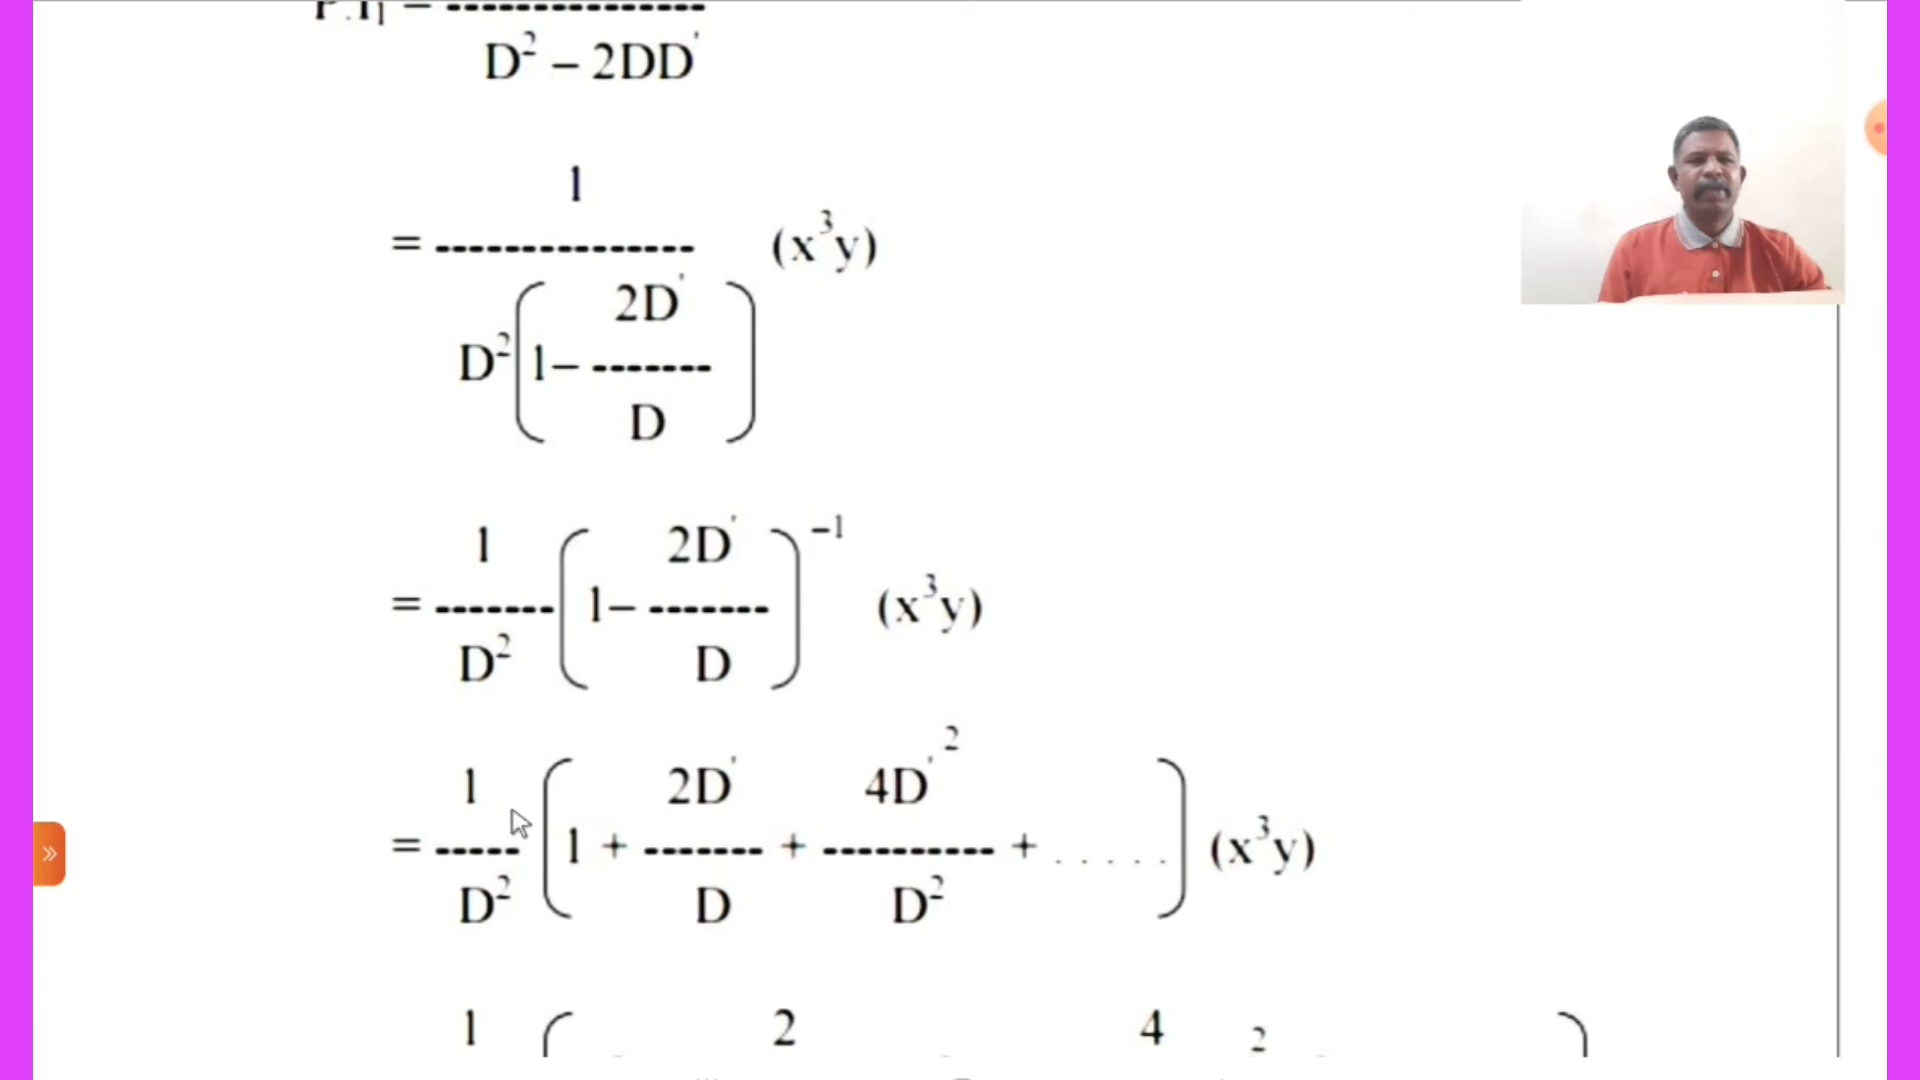 P.I₁ = ---------------
D² – 2DD'
1
= --------------- (x³y)
2D'
D² ( 1– ------- )
D
1 2D' –1
= ------- ( 1– ------- ) (x³y)
D² D
1 2D' 4D'²
= ----- ( 1 + ------- + ---------- + ..... ) (x³y)
D² D D²
1 2 4 2